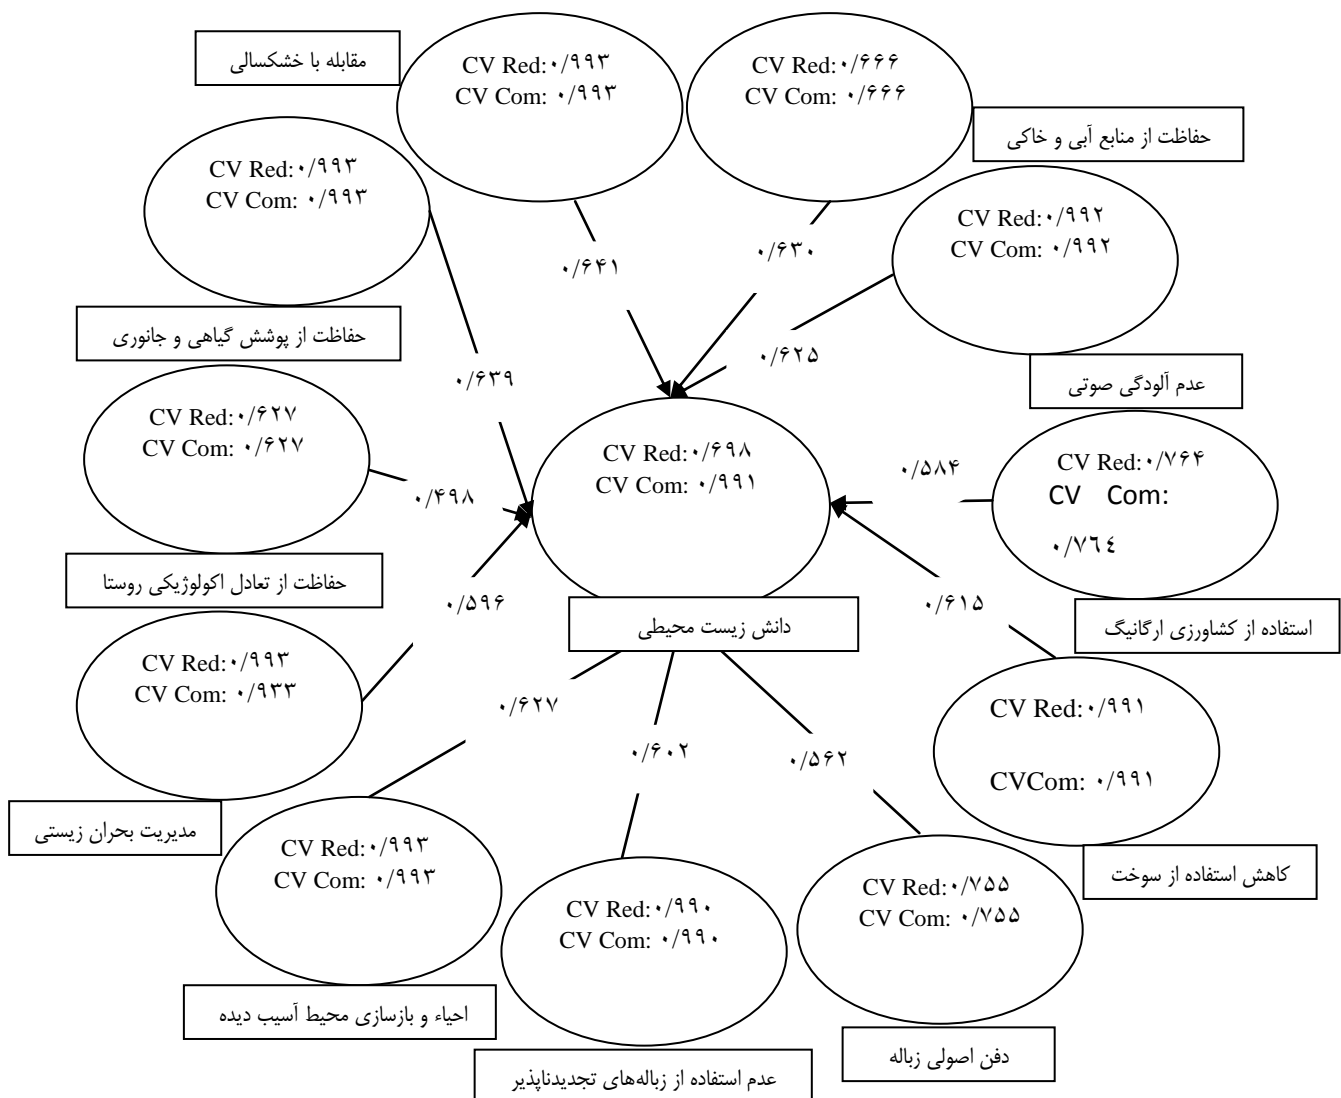 مقابله با خشکسالی
CV Red:۰/۹۹۳
CV Com: ۰/۹۹۳
CV Red:۰/۶۶۶
CV Com: ۰/۶۶۶
حفاظت از منابع آبی و خاکی
CV Red:۰/۹۹۳
CV Com: ۰/۹۹۳
CV Red:۰/۹۹۲
CV Com: ۰/۹۹۲
۰/۶۴۱
۰/۶۳۰
حفاظت از پوشش گیاهی و جانوری
۰/۶۳۹
۰/۶۲۵
عدم آلودگی صوتی
CV Red:۰/۶۲۷
CV Com: ۰/۶۲۷
۰/۴۹۸
CV Red:۰/۶۹۸
CV Com: ۰/۹۹۱
۰/۵۸۴
CV Red:۰/۷۶۴
CV Com:
۰/٧٦٤
حفاظت از تعادل اکولوژیکی روستا
۰/۵۹۶
دانش زیست محیطی
۰/۶۱۵
استفاده از کشاورزی ارگانیگ
CV Red:۰/۹۹۳
CV Com: ۰/۹۳۳
۰/۶۲۷
۰/۶۰۲
۰/۵۶۲
CV Red:۰/۹۹۱
CVCom: ۰/۹۹۱
مدیریت بحران زیستی
CV Red:۰/۹۹۳
CV Com: ۰/۹۹۳
CV Red:۰/۹۹۰
CV Com: ۰/۹۹۰
CV Red:۰/۷۵۵
CV Com: ۰/۷۵۵
کاهش استفاده از سوخت
احیاء و بازسازی محیط آسیب دیده
عدم استفاده از زباله‌های تجدیدناپذیر
دفن اصولی زباله